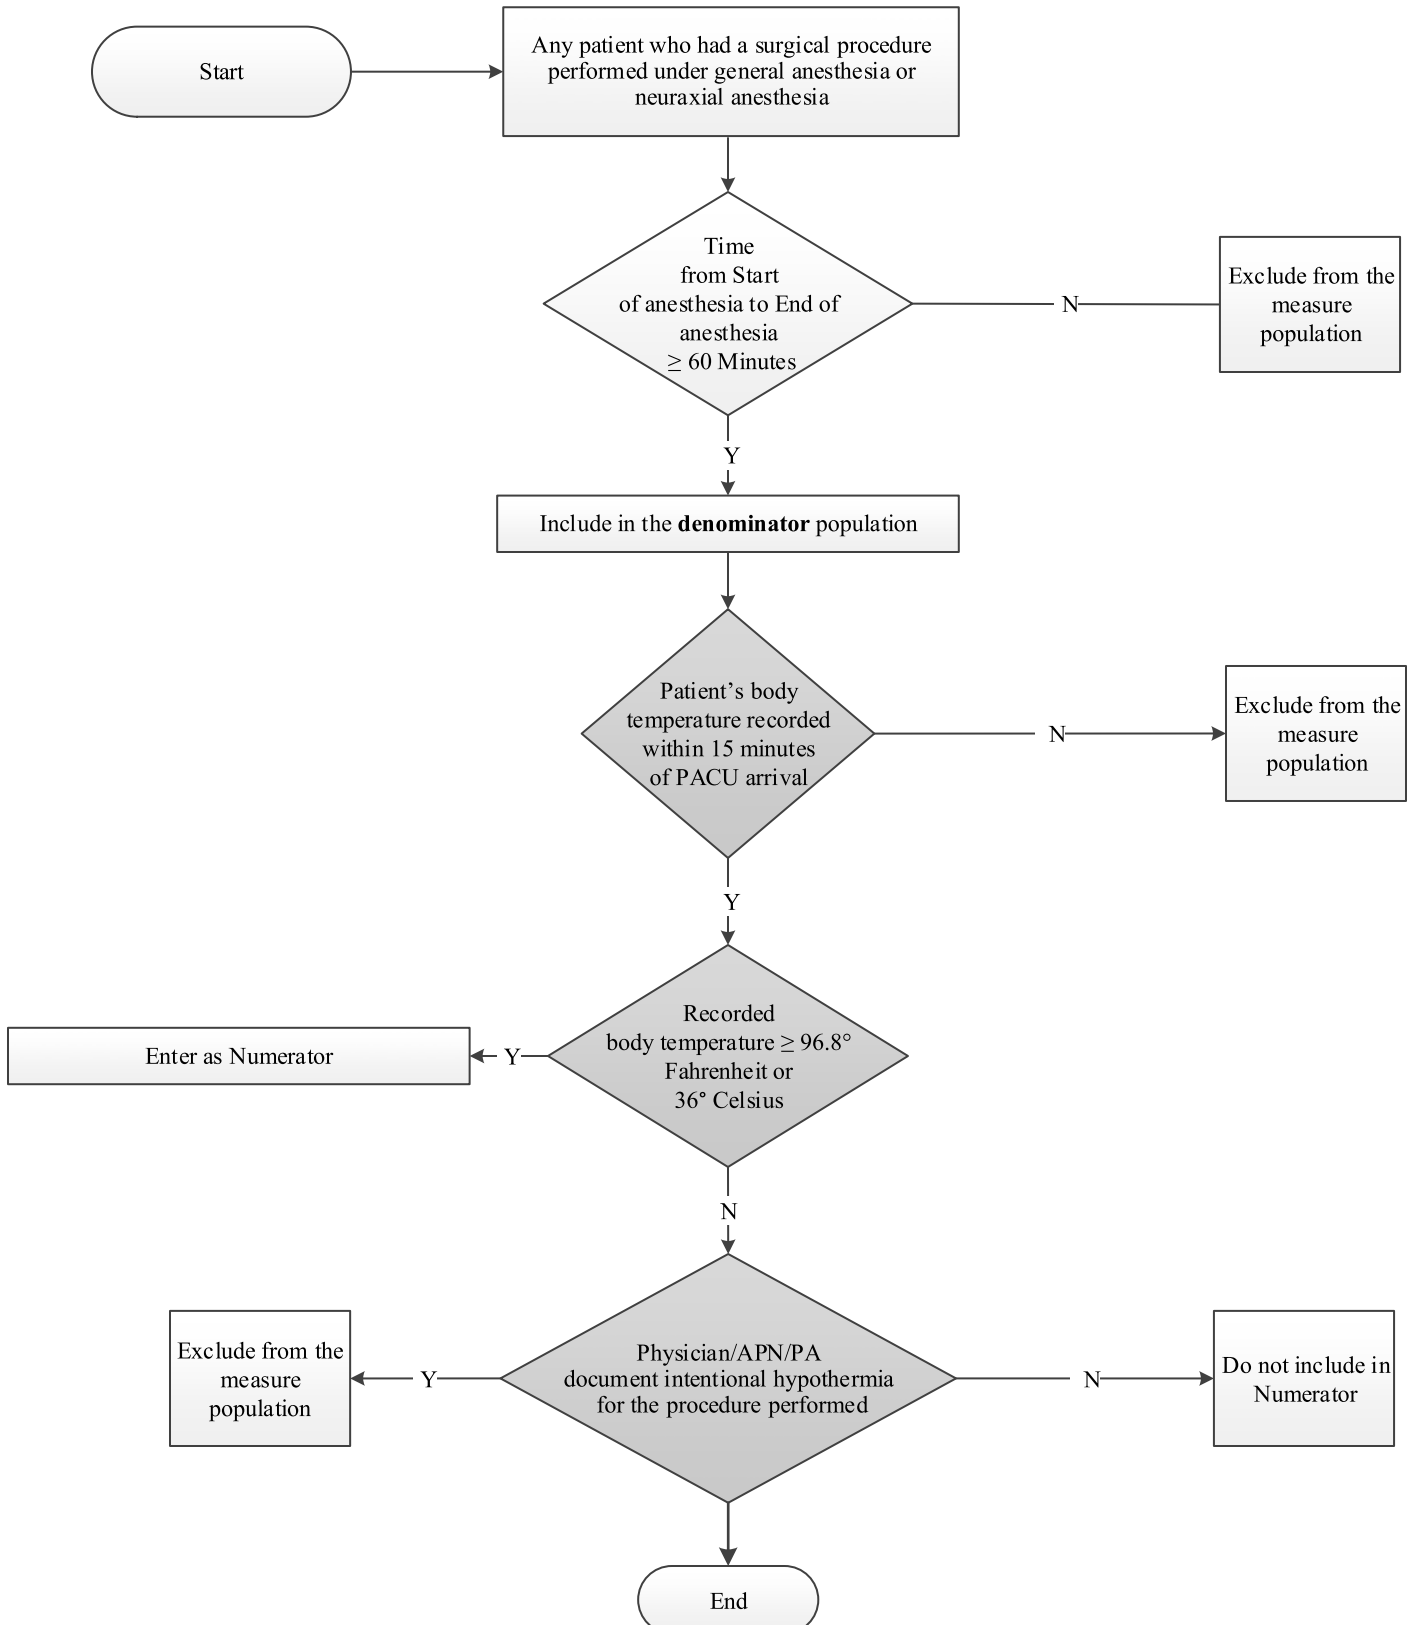 Start
Any patient who had a surgical procedure
performed under general anesthesia or
neuraxial anesthesia
Time
from Start
of anesthesia to End of
anesthesia
≥ 60 Minutes
N
Exclude from the
measure
population
Y
Include in the denominator population
Patient’s body
temperature recorded
within 15 minutes
of PACU arrival
N
Exclude from the
measure
population
Y
Recorded
body temperature ≥ 96.8°
Fahrenheit or
36° Celsius
Y
Enter as Numerator
N
Physician/APN/PA
document intentional hypothermia
for the procedure performed
Y
Exclude from the
measure
population
N
Do not include in
Numerator
End